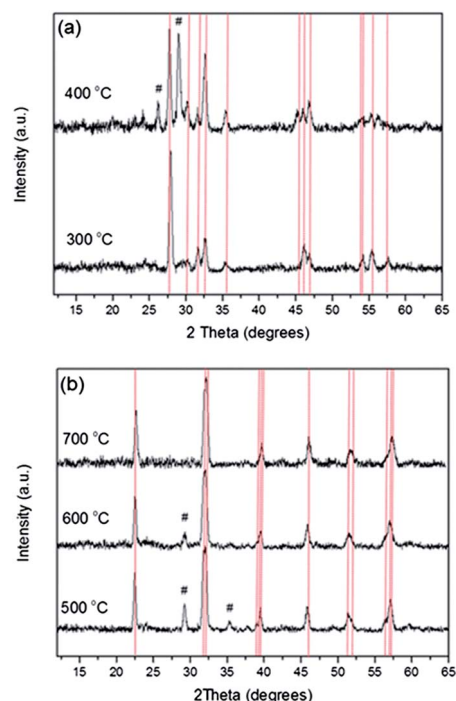 (a)
#
#
400 °C
300 °C
Intensity (a.u.)
15 20 25 30 35 40 45 50 55 60 65
2 Theta (degrees)
(b)
700 °C
600 °C
#
500 °C
#
#
Intensity (a.u.)
15 20 25 30 35 40 45 50 55 60 65
2Theta (degrees)